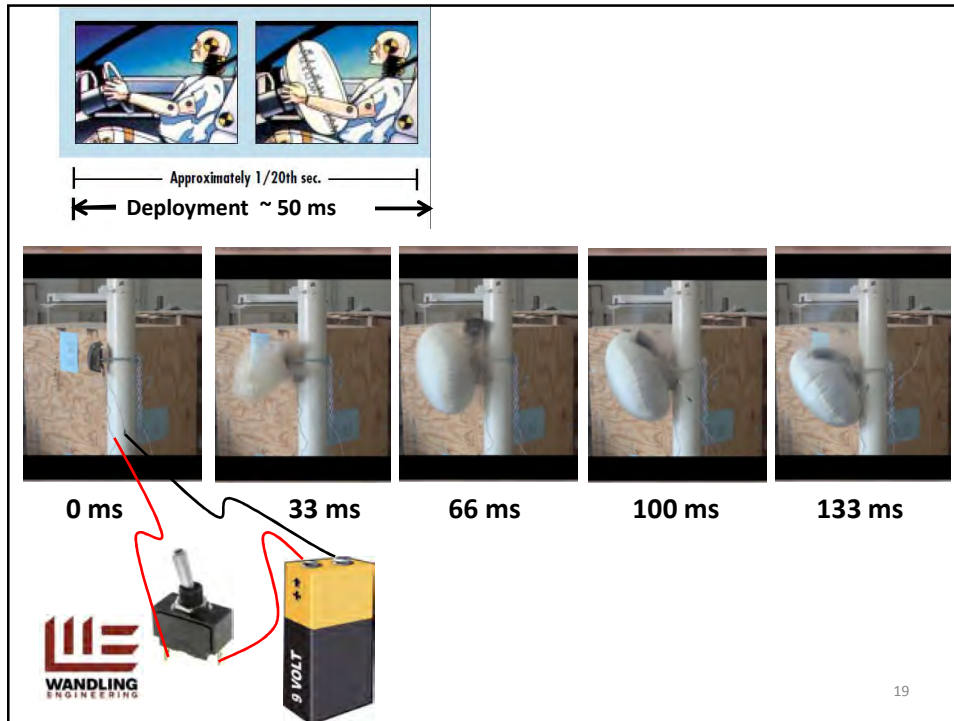 Approximately 1/20th sec.
Deployment ~ 50 ms
0 ms
33 ms
66 ms
100 ms
133 ms
9 VOLT
WANDLING
ENGINEERING
19